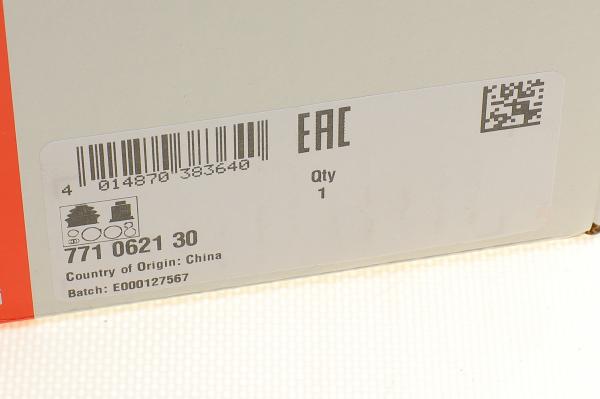 EAC
4 014870 383640
Qty
1
771 0621 30
Country of Origin: China
Batch: E000127567